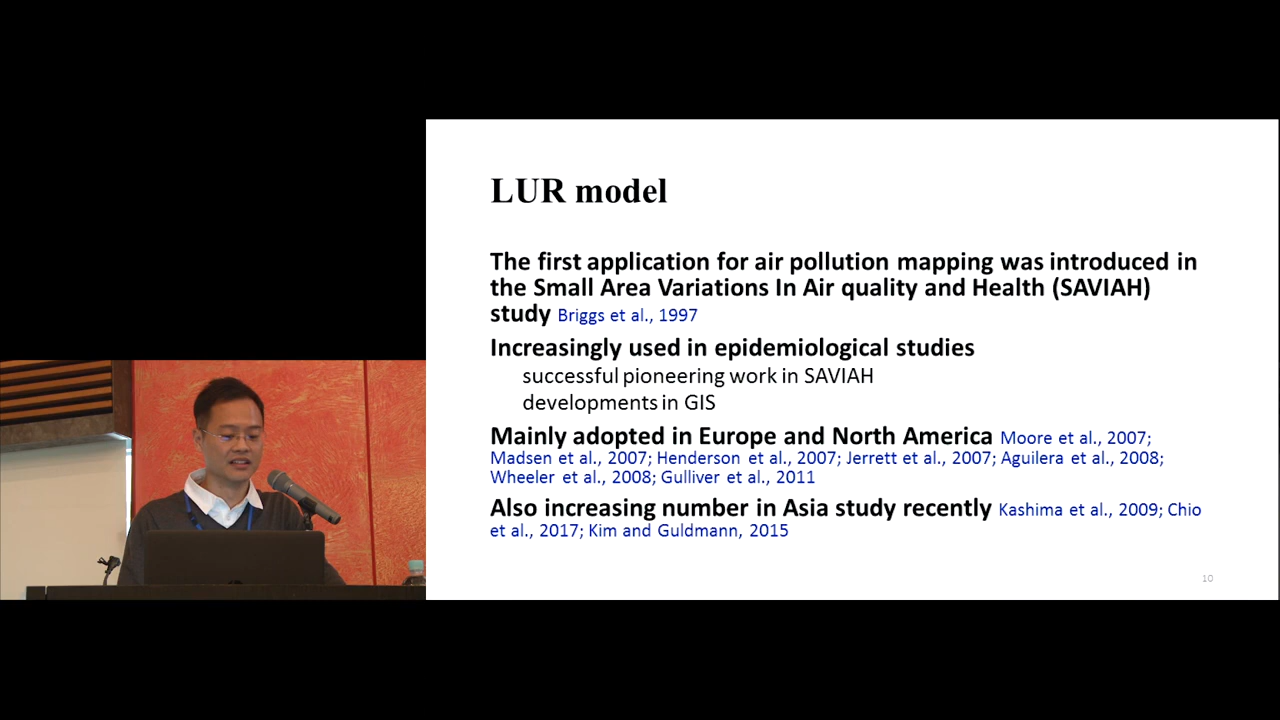 LUR model
The first application for air pollution mapping was introduced in
the Small Area Variations In Air quality and Health (SAVIAH)
study Briggs et al., 1997
Increasingly used in epidemiological studies
successful pioneering work in SAVIAH
developments in GIS
Mainly adopted in Europe and North America Moore et al., 2007;
Madsen et al., 2007; Henderson et al., 2007; Jerrett et al., 2007; Aguilera et al., 2008;
Wheeler et al., 2008; Gulliver et al., 2011
Also increasing number in Asia study recently Kashima et al., 2009; Chio
et al., 2017; Kim and Guldmann, 2015
10